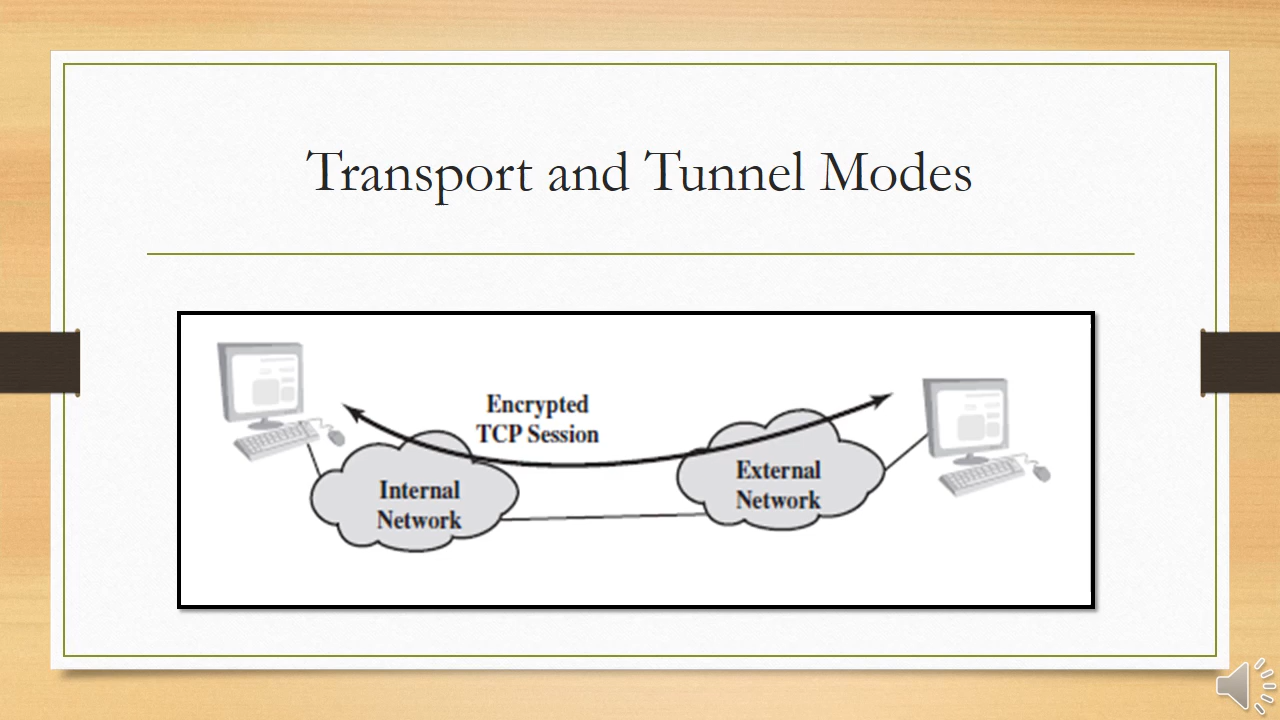 Transport and Tunnel Modes
Encrypted
TCP Session
Internal
Network
External
Network